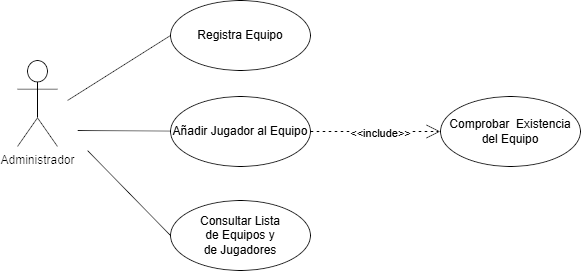 Registra Equipo
Administrador
Añadir Jugador al Equipo
<<include>>
Comprobar Existencia
del Equipo
Consultar Lista
de Equipos y
de Jugadores